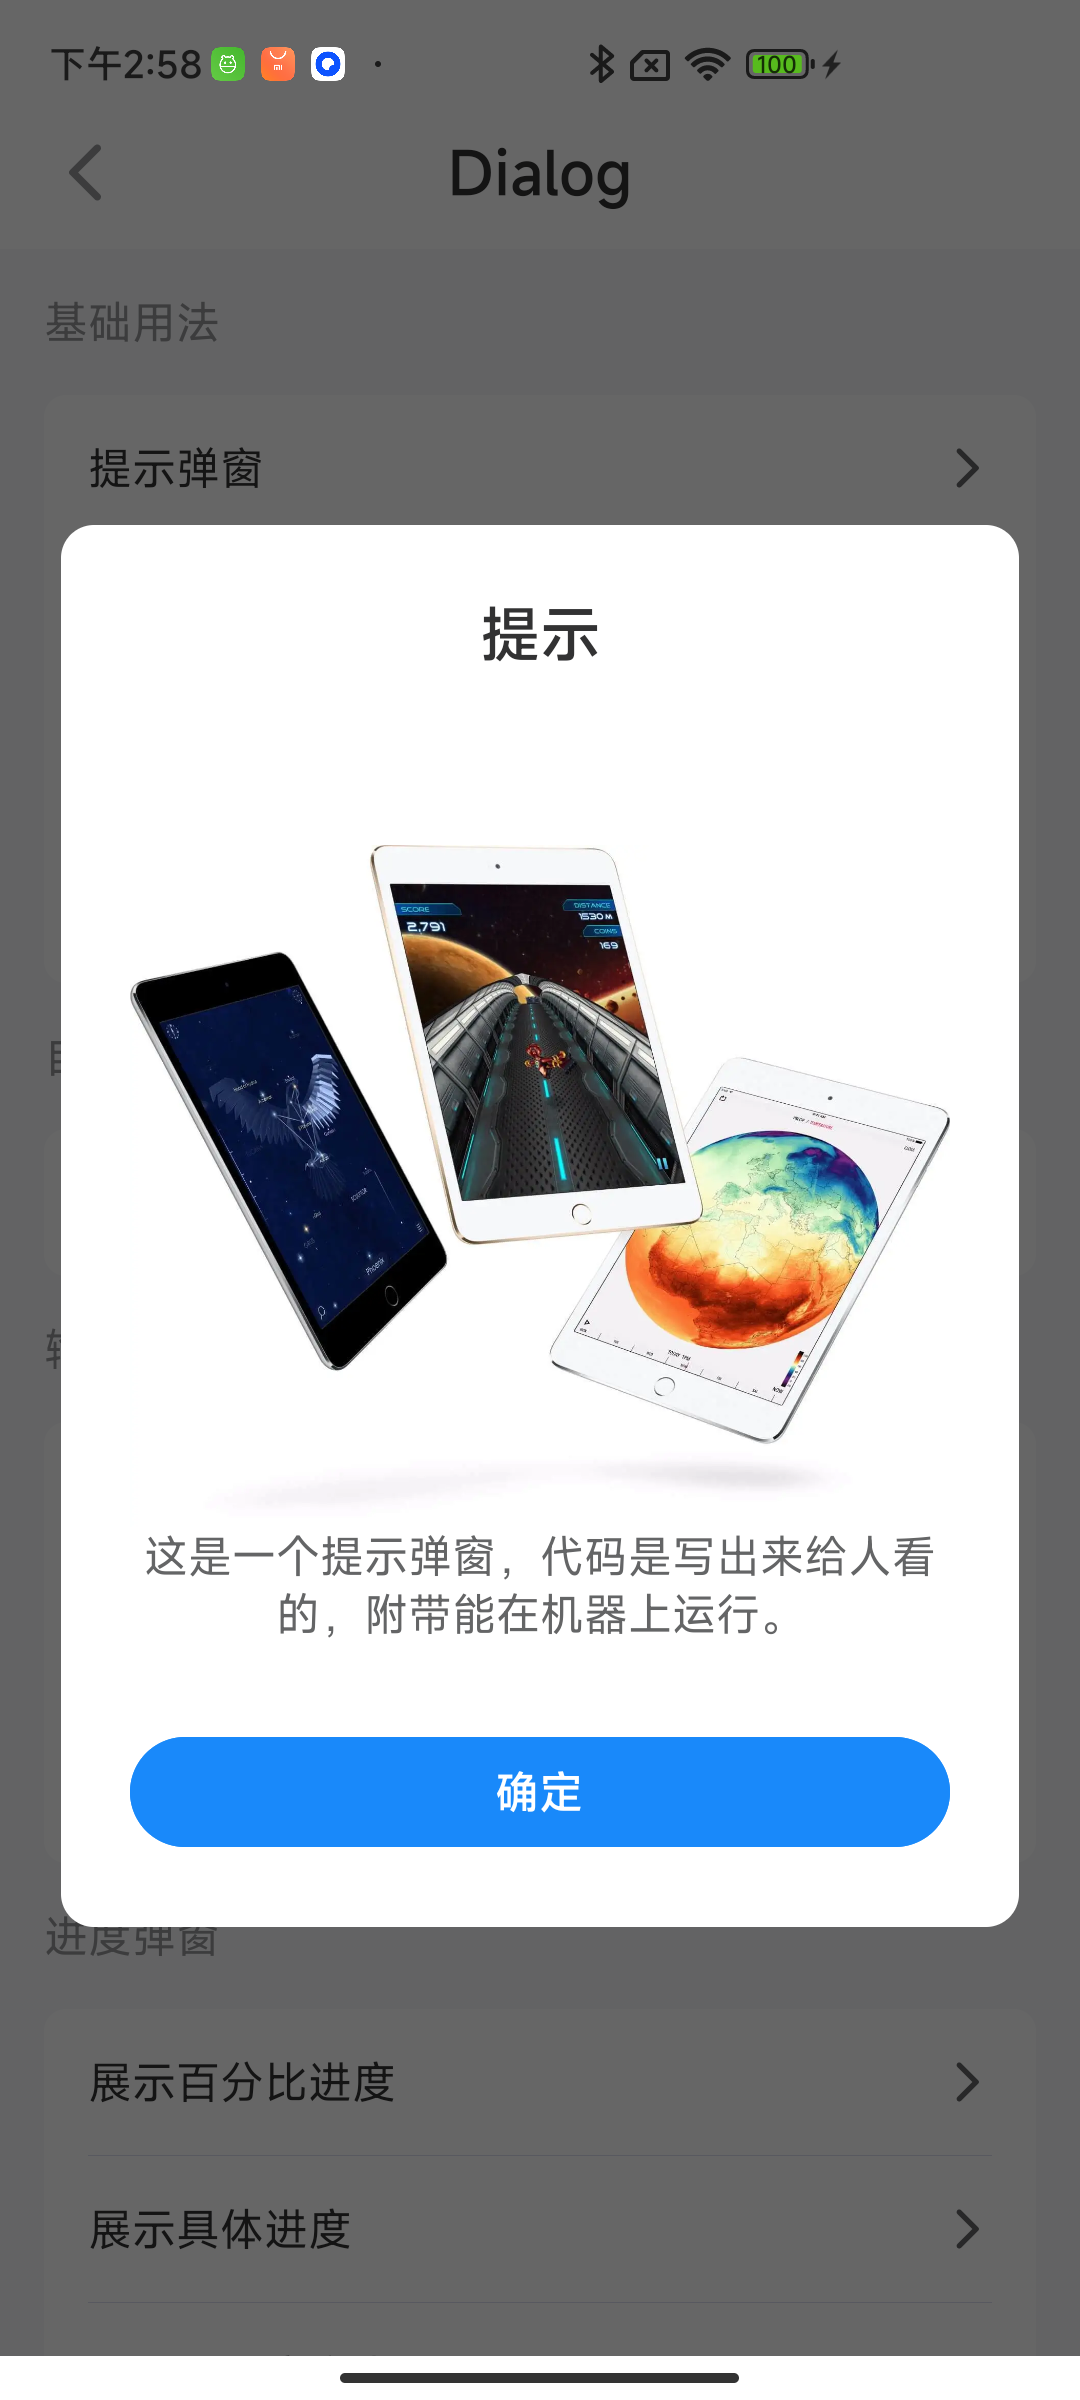 下午2:58
100
Dialog
基础用法
提示弹窗
提示
SCORE
2,791
DISTANCE
1530 M
COINS
169
Phoenix
这是一个提示弹窗，代码是写出来给人看
的，附带能在机器上运行。
确定
进度弹窗
展示百分比进度
展示具体进度